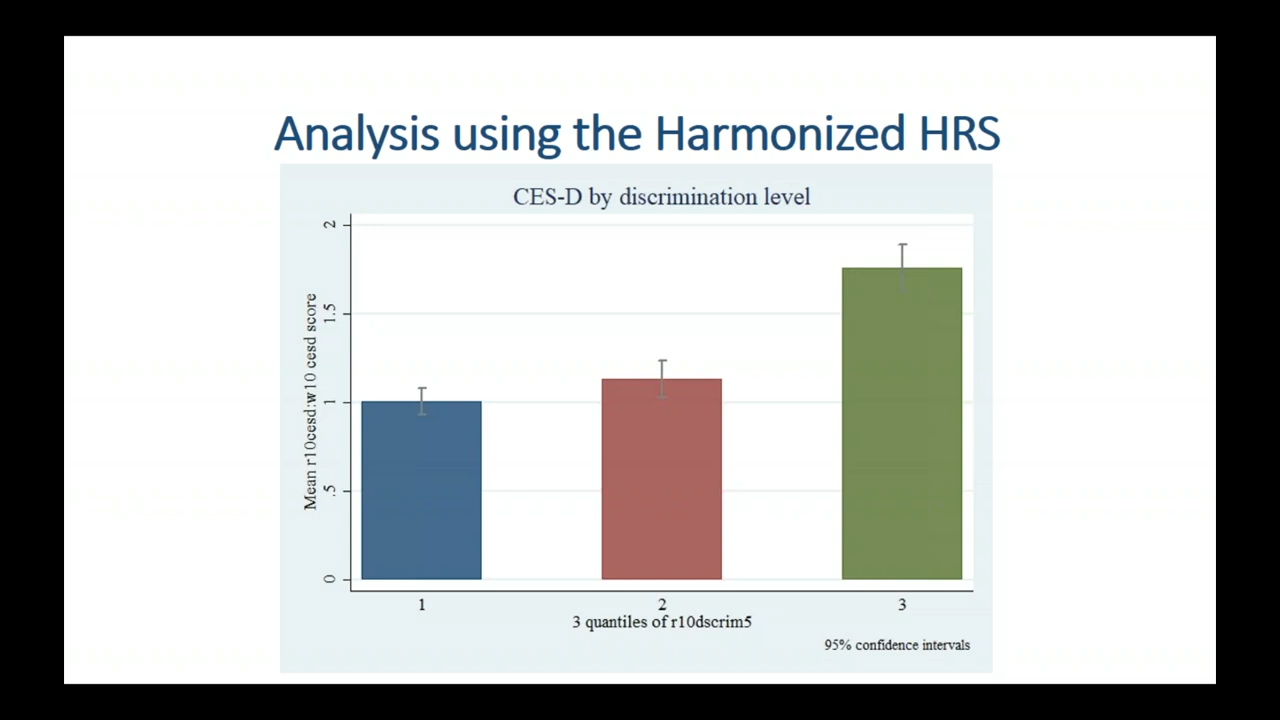 Analysis using the Harmonized HRS
CES-D by discrimination level
Mean r10cesd:w10 cesd score
2
1.5
1
.5
0
1
2
3
3 quantiles of r10dscrim5
95% confidence intervals